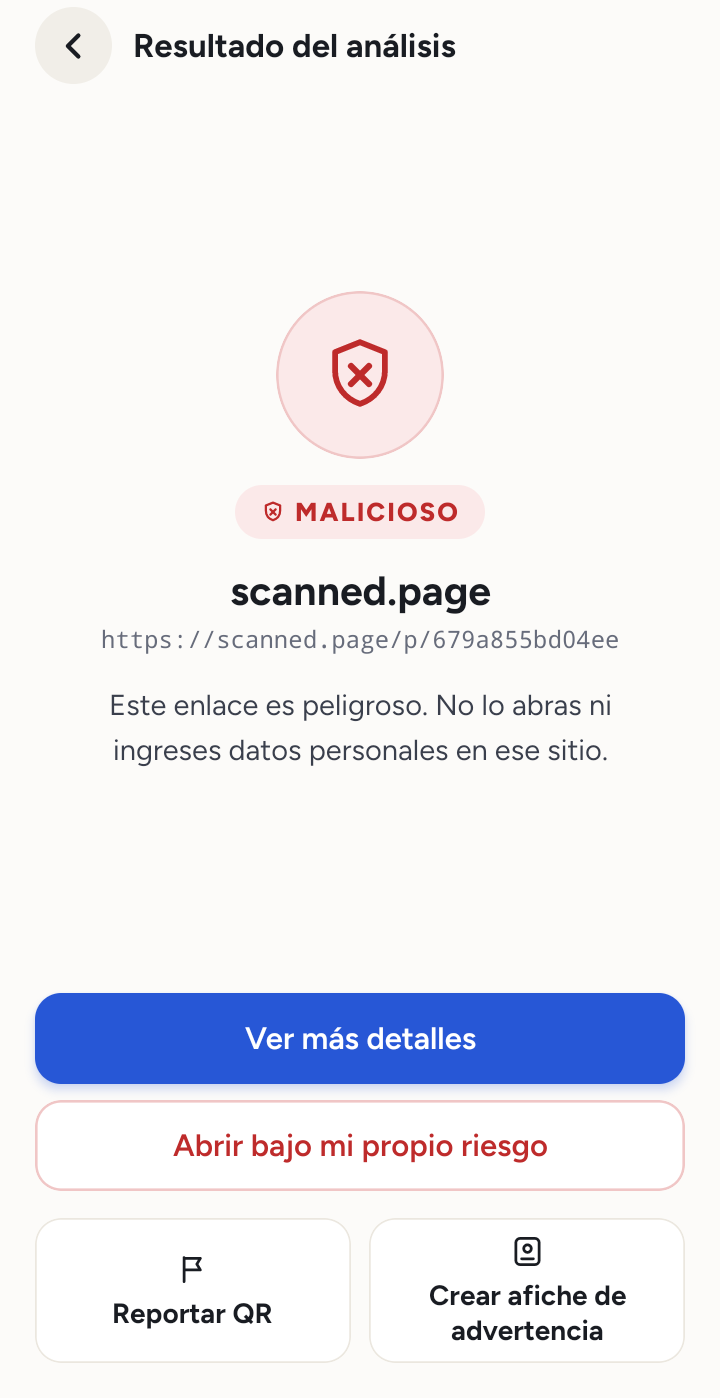 Resultado del análisis
MALICIOSO
scanned.page
https://scanned.page/p/679a855bd04ee
Este enlace es peligroso. No lo abras ni
ingreses datos personales en ese sitio.
Ver más detalles
Abrir bajo mi propio riesgo
Reportar QR
Crear afiche de
advertencia